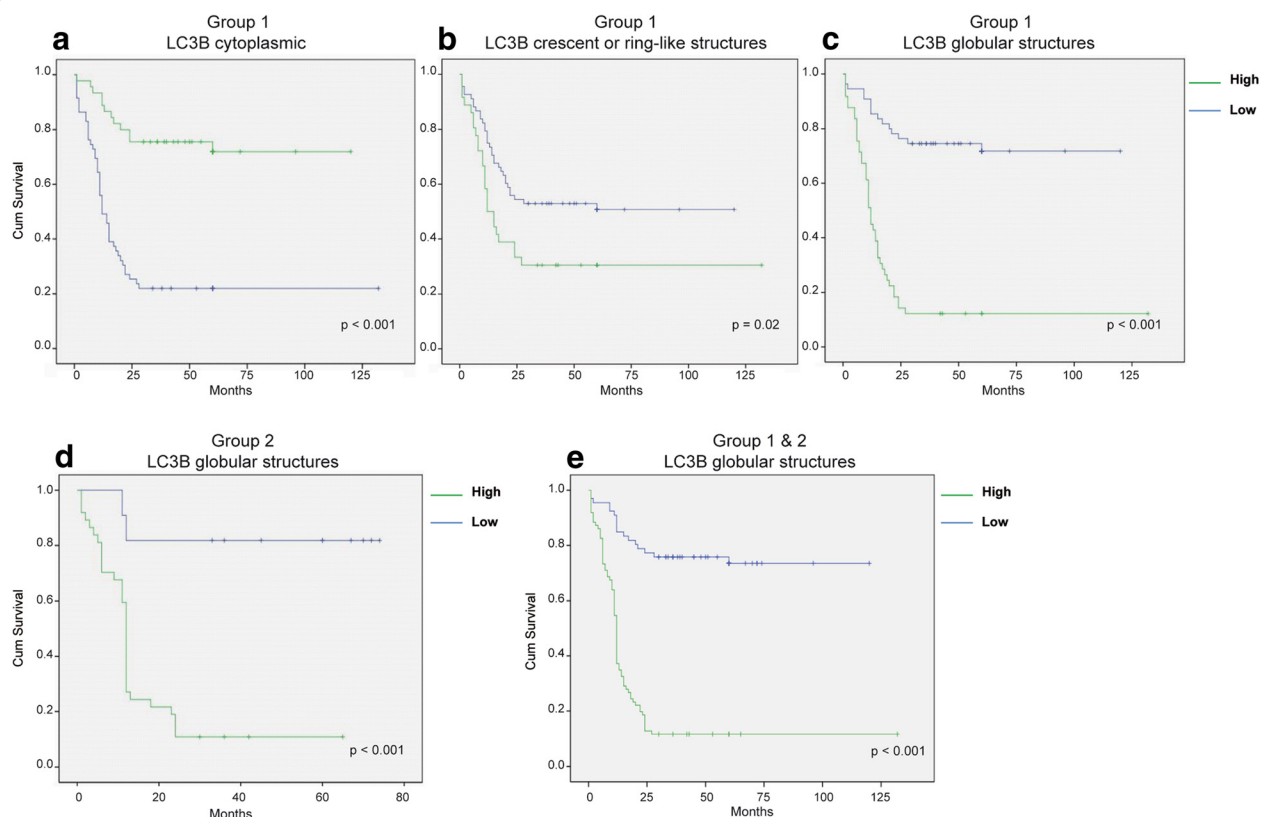 a
Group 1
LC3B cytoplasmic
Cum Survival
1.0
0.8
0.6
0.4
0.2
0.0
p < 0.001
0 25 50 75 100 125
Months
b
Group 1
LC3B crescent or ring-like structures
1.0
0.8
0.6
0.4
0.2
0.0
p = 0.02
0 25 50 75 100 125
Months
c
Group 1
LC3B globular structures
1.0
0.8
0.6
0.4
0.2
0.0
p < 0.001
0 25 50 75 100 125
Months
High
Low
d
Group 2
LC3B globular structures
Cum Survival
1.0
0.8
0.6
0.4
0.2
0.0
p < 0.001
0 20 40 60 80
Months
High
Low
e
Group 1 & 2
LC3B globular structures
Cum Survival
1.0
0.8
0.6
0.4
0.2
0.0
p < 0.001
0 25 50 75 100 125
Months
High
Low